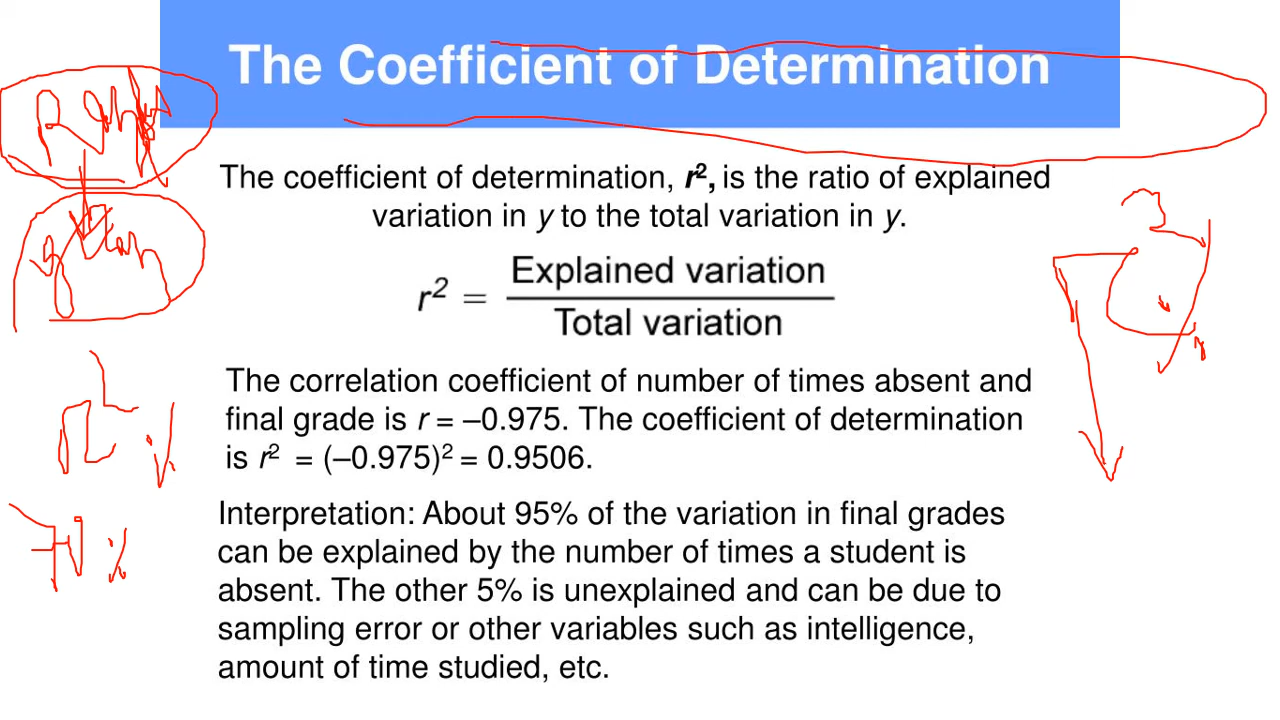 The Coefficient of Determination
The coefficient of determination, r², is the ratio of explained
variation in y to the total variation in y.
r² = Explained variation / Total variation
The correlation coefficient of number of times absent and
final grade is r = –0.975. The coefficient of determination
is r² = (–0.975)² = 0.9506.
Interpretation: About 95% of the variation in final grades
can be explained by the number of times a student is
absent. The other 5% is unexplained and can be due to
sampling error or other variables such as intelligence,
amount of time studied, etc.
70 %